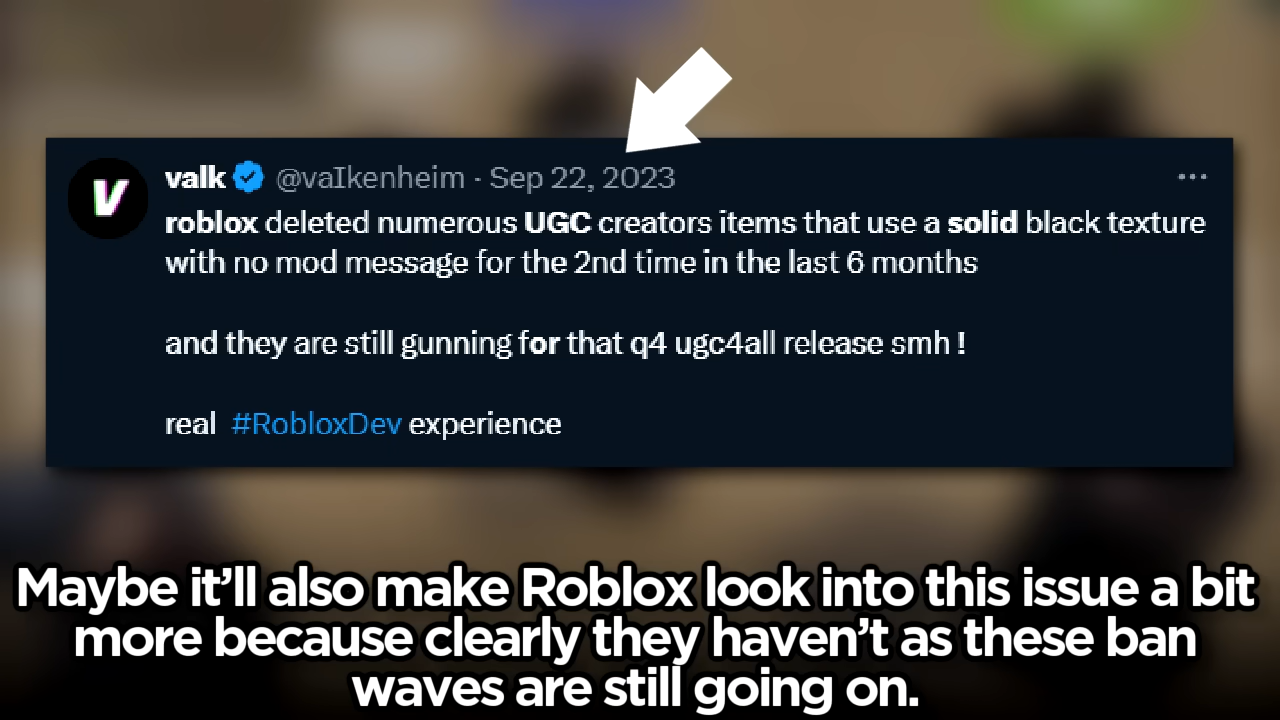 V
valk @vaIkenheim · Sep 22, 2023
roblox deleted numerous UGC creators items that use a solid black texture
with no mod message for the 2nd time in the last 6 months
and they are still gunning for that q4 ugc4all release smh !
real #RobloxDev experience
Maybe it’ll also make Roblox look into this issue a bit
more because clearly they haven’t as these ban
waves are still going on.